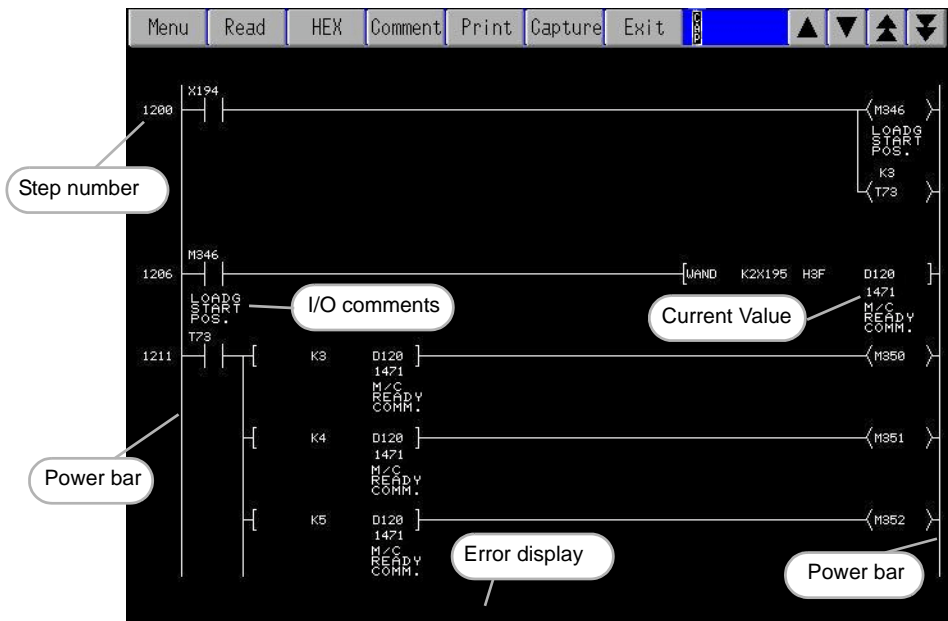 Menu Read HEX Comment Print Capture Exit CAP
X194
1200 M346
LOADG
START
POS.
K3
T73
Step number
M346
1206 WAND K2X195 H3F D120
1471
LOADG
START
POS.
I/O comments
Current Value
M/C
READY
COMM.
T73
1211 K3 D120 M350
1471
M/C
READY
COMM.
K4 D120 M351
1471
M/C
READY
COMM.
Power bar
K5 D120 M352
1471
M/C
READY
COMM.
Error display
Power bar